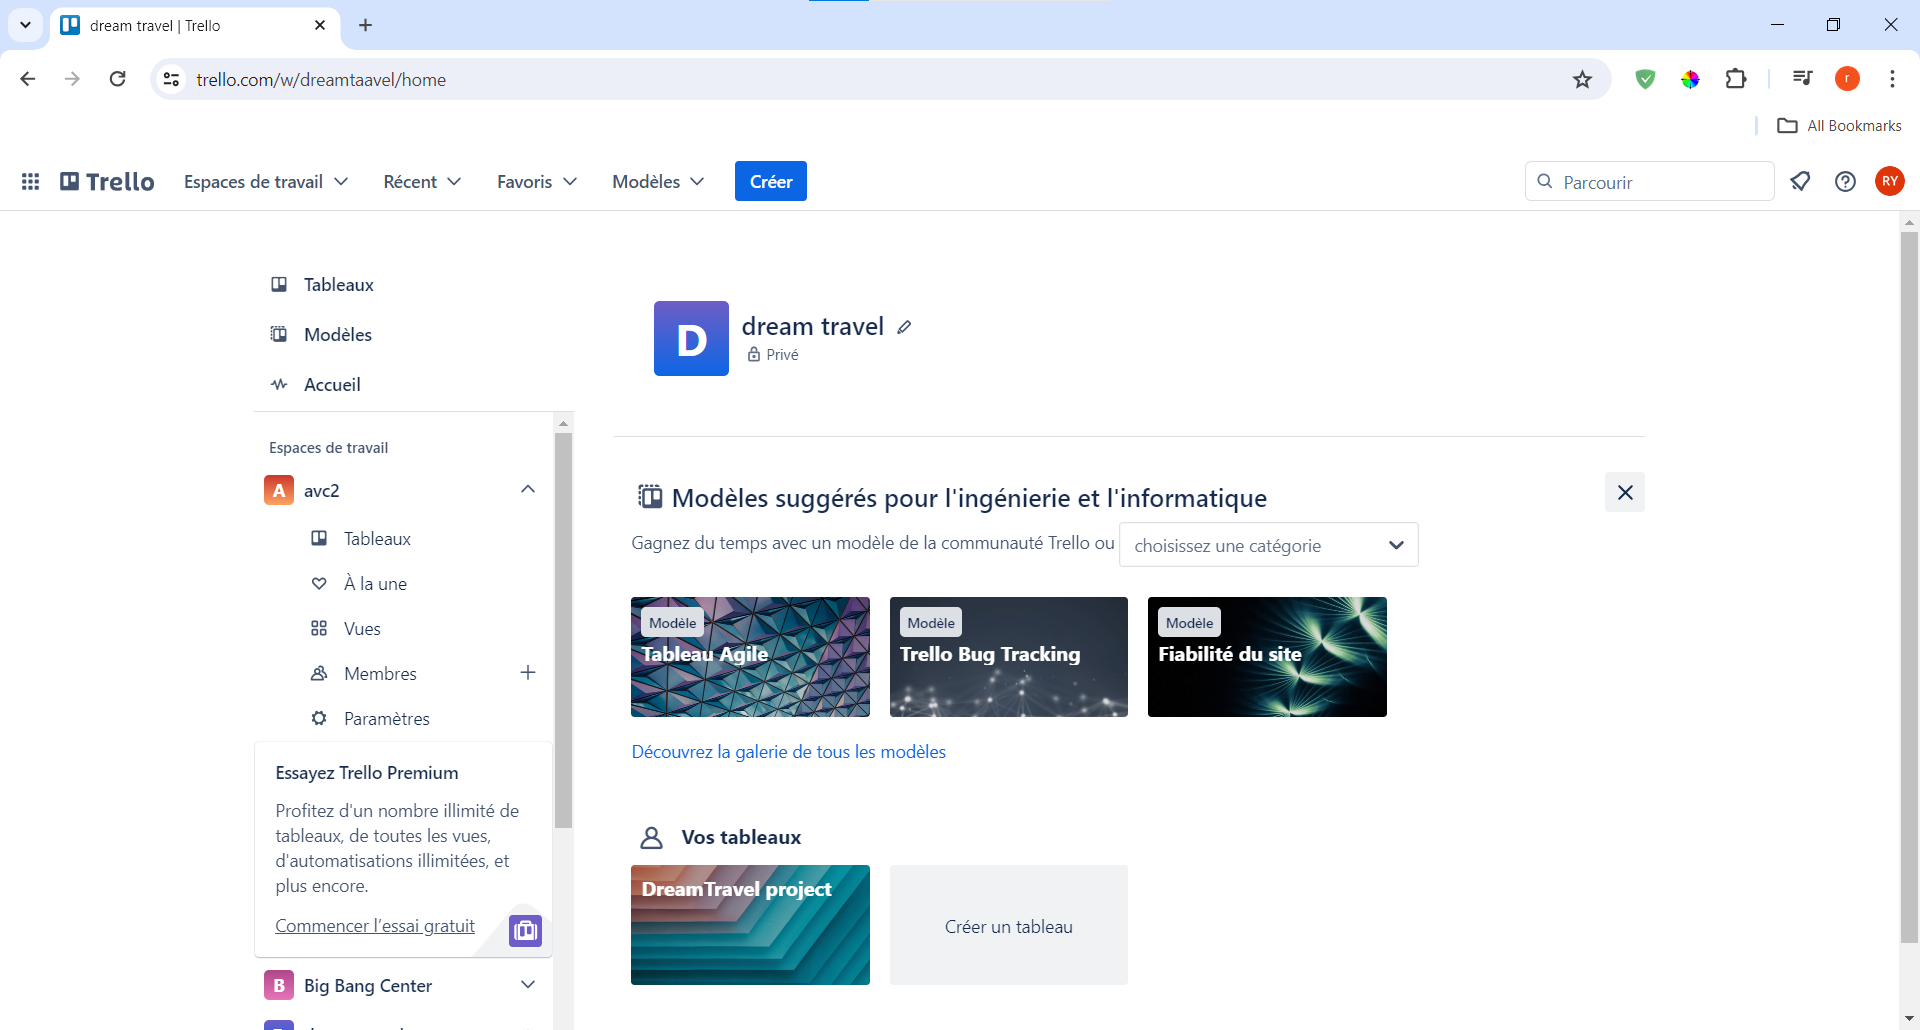 dream travel | Trello
trello.com/w/dreamtaavel/home
r
All Bookmarks
Trello
Espaces de travail
Récent
Favoris
Modèles
Créer
Parcourir
RY
Tableaux
Modèles
Accueil
Espaces de travail
A avc2
Tableaux
À la une
Vues
Membres
Paramètres
Essayez Trello Premium
Profitez d'un nombre illimité de
tableaux, de toutes les vues,
d'automatisations illimitées, et
plus encore.
Commencer l'essai gratuit
B Big Bang Center
D
dream travel
Privé
Modèles suggérés pour l'ingénierie et l'informatique
Gagnez du temps avec un modèle de la communauté Trello ou
choisissez une catégorie
Modèle
Tableau Agile
Modèle
Trello Bug Tracking
Modèle
Fiabilité du site
Découvrez la galerie de tous les modèles
Vos tableaux
DreamTravel project
Créer un tableau